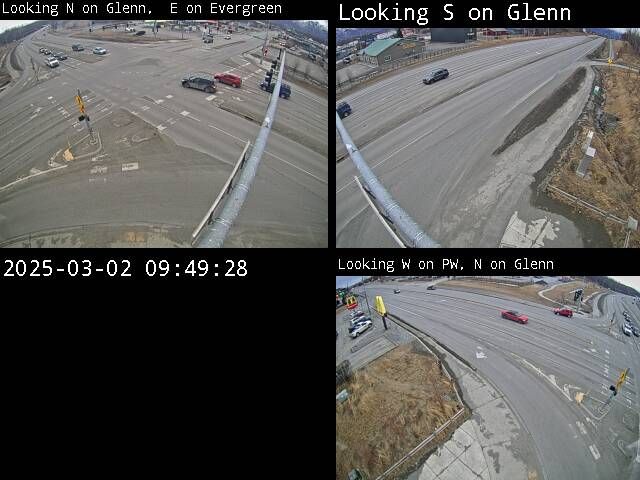 Looking N on Glenn,  E on Evergreen
Looking S on Glenn
2025-03-02 09:49:28
Looking W on PW, N on Glenn